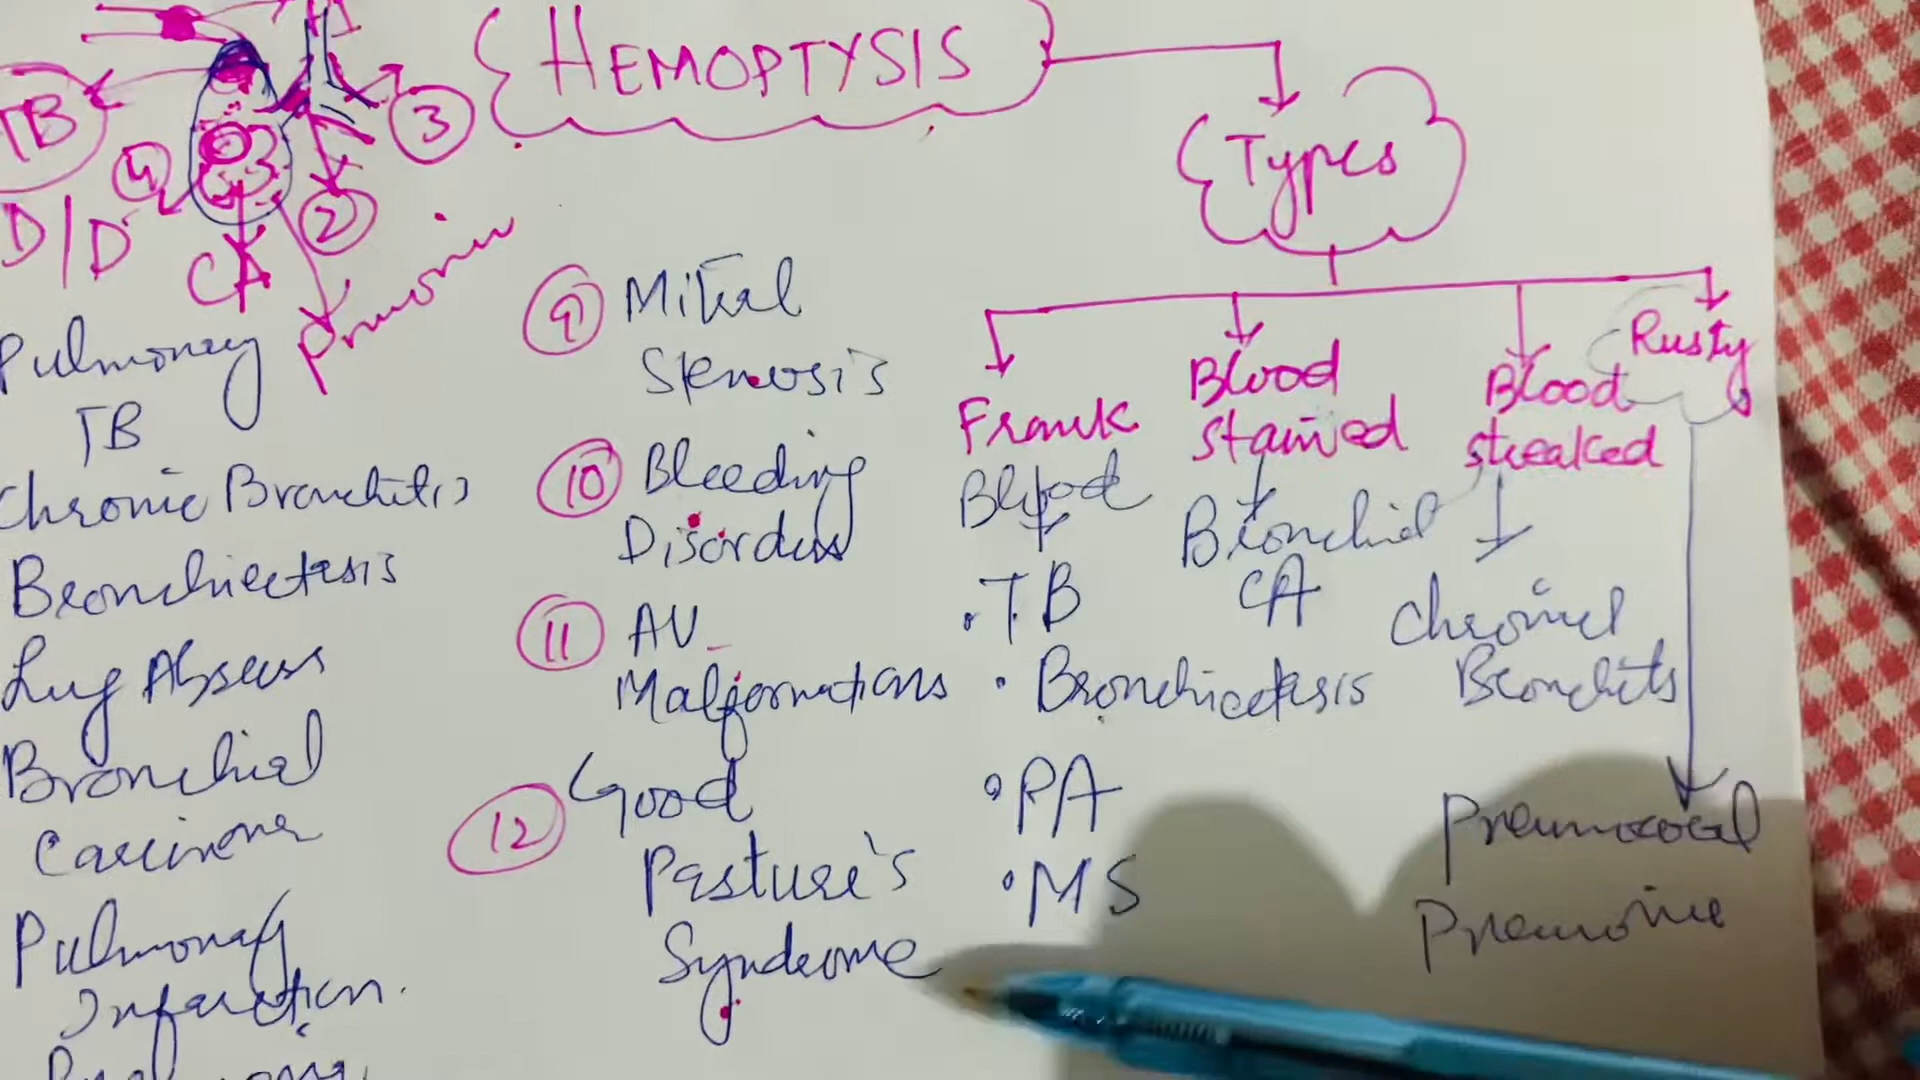 HEMOPTYSIS
Types
TB
3
4
2
D/D
CA
Pneumonia
Pulmonary
TB
Chronic Bronchitis
Bronchiectasis
Lug Abscess
Bronchial
Carcinoma
Pulmonary
Infarction.
9 Mitral
Stenosis
10 Bleeding
Disorders
11 AV
Malformations
12 Good
Pasture's
Syndrome
Frank
Blood
• TB
• Bronchiectasis
• PA
• MS
Blood
stained
Bronchial
CA
Blood
streaked
Chronic
Bronchitis
Rusty
Pneumococal
Pneumonia